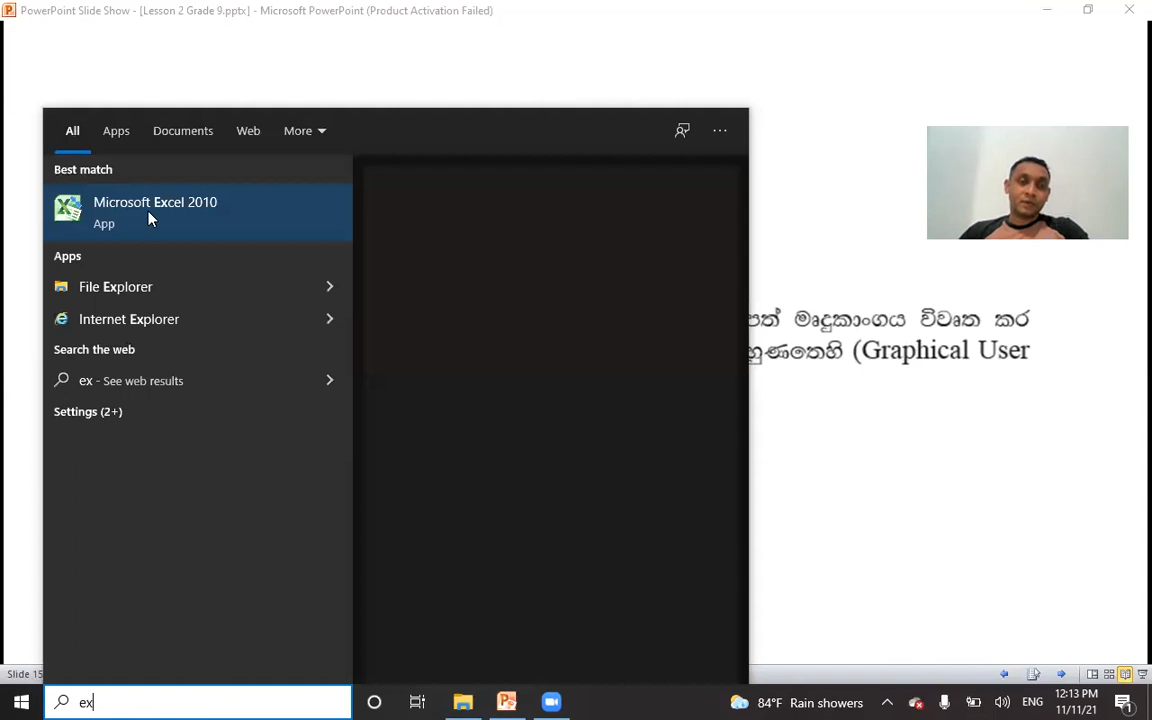 PowerPoint Slide Show - [Lesson 2 Grade 9.pptx] - Microsoft PowerPoint (Product Activation Failed)
All Apps Documents Web More
Best match
Microsoft Excel 2010
App
Apps
File Explorer
Internet Explorer
Search the web
ex - See web results
Settings (2+)
පත් මෘදුකාංගය විවෘත කර
හුණතෙහි (Graphical User
Slide 15
ex
84°F Rain showers
ENG
12:13 PM
11/11/21
1